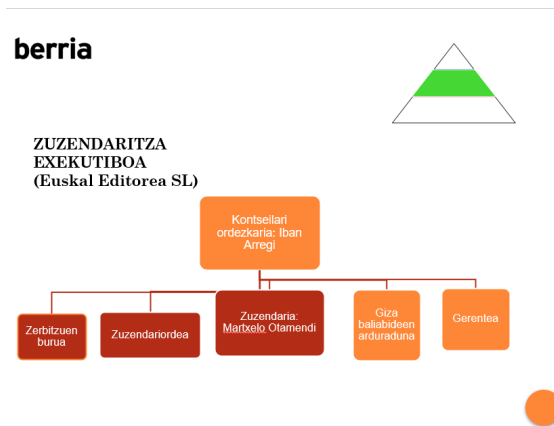 berria
ZUZENDARITZA
EXEKUTIBOA
(Euskal Editorea SL)
Kontseilari
ordezkaria: Iban
Arregi
Zerbitzuen
burua
Zuzendariordea
Zuzendaria:
Martxelo Otamendi
Giza
baliabideen
arduraduna
Gerentea